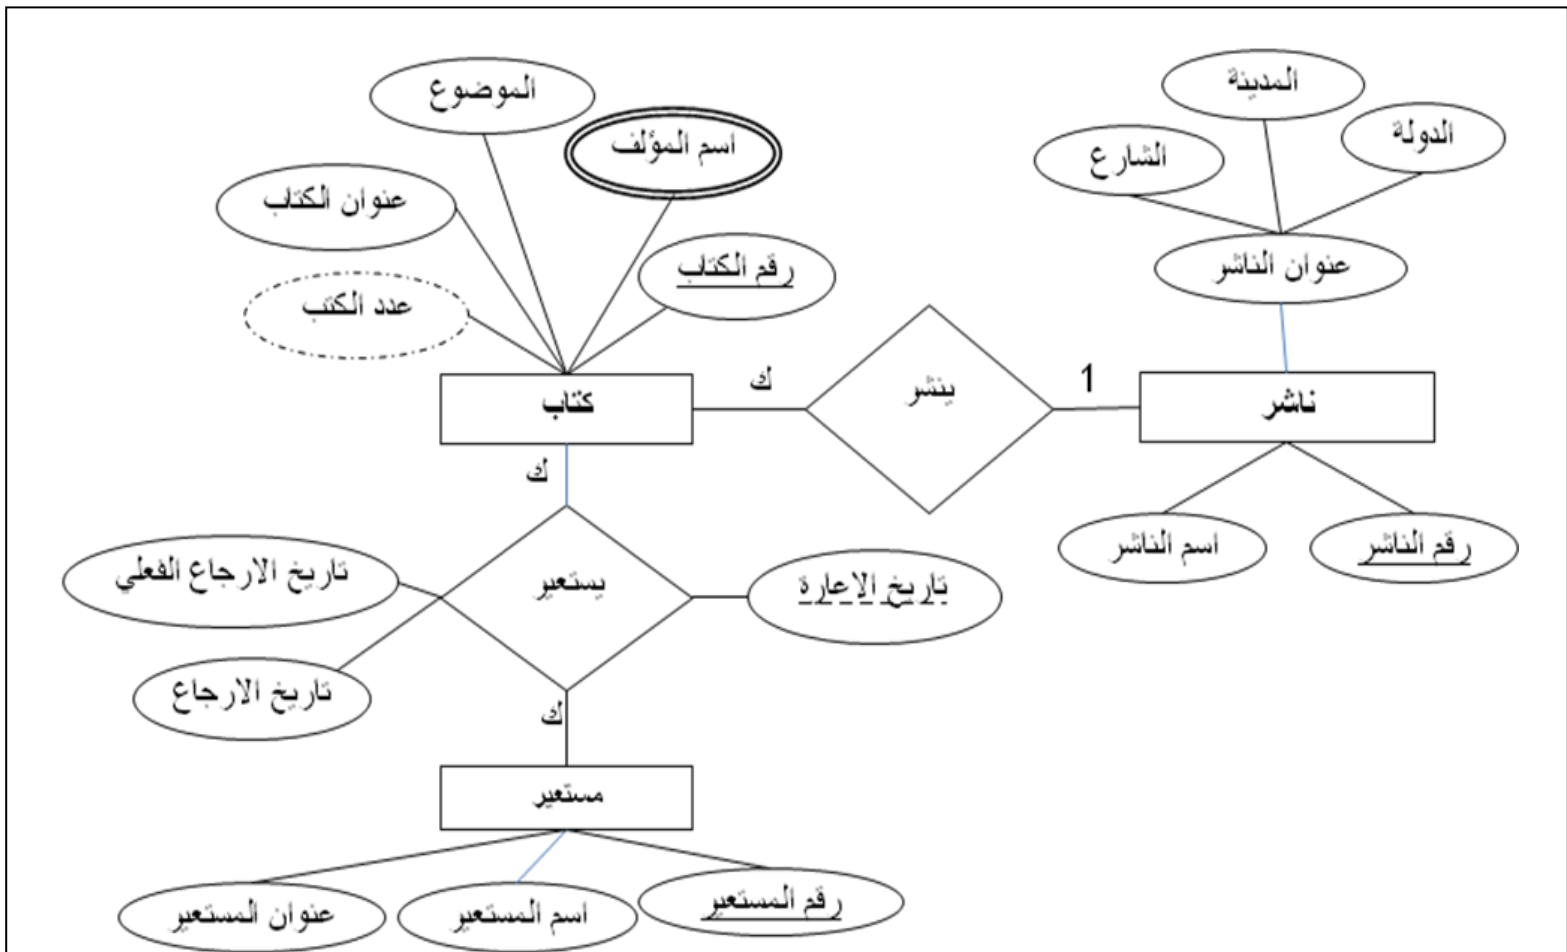 المدينة
الموضوع
الدولة
اسم المؤلف
الشارع
عنوان الكتاب
رقم الكتاب
عنوان الناشر
عدد الكتب
ك
ينشر
1
ناشر
كتاب
ك
اسم الناشر
رقم الناشر
تاريخ الارجاع الفعلي
يستعير
تاريخ الاعارة
تاريخ الارجاع
ك
مستعير
رقم المستعير
اسم المستعير
عنوان المستعير